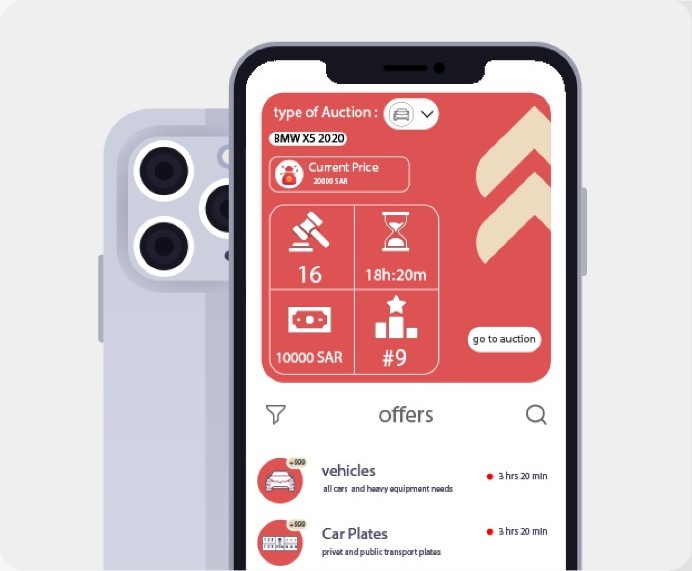 type of Auction :
BMW X5 2020
Current Price
20000 SAR
16
18h:20m
10000 SAR
#9
go to auction
offers
+999
vehicles
all cars and heavy equipment needs
3 hrs 20 min
+999
Car Plates
privet and public transport plates
3 hrs 20 min